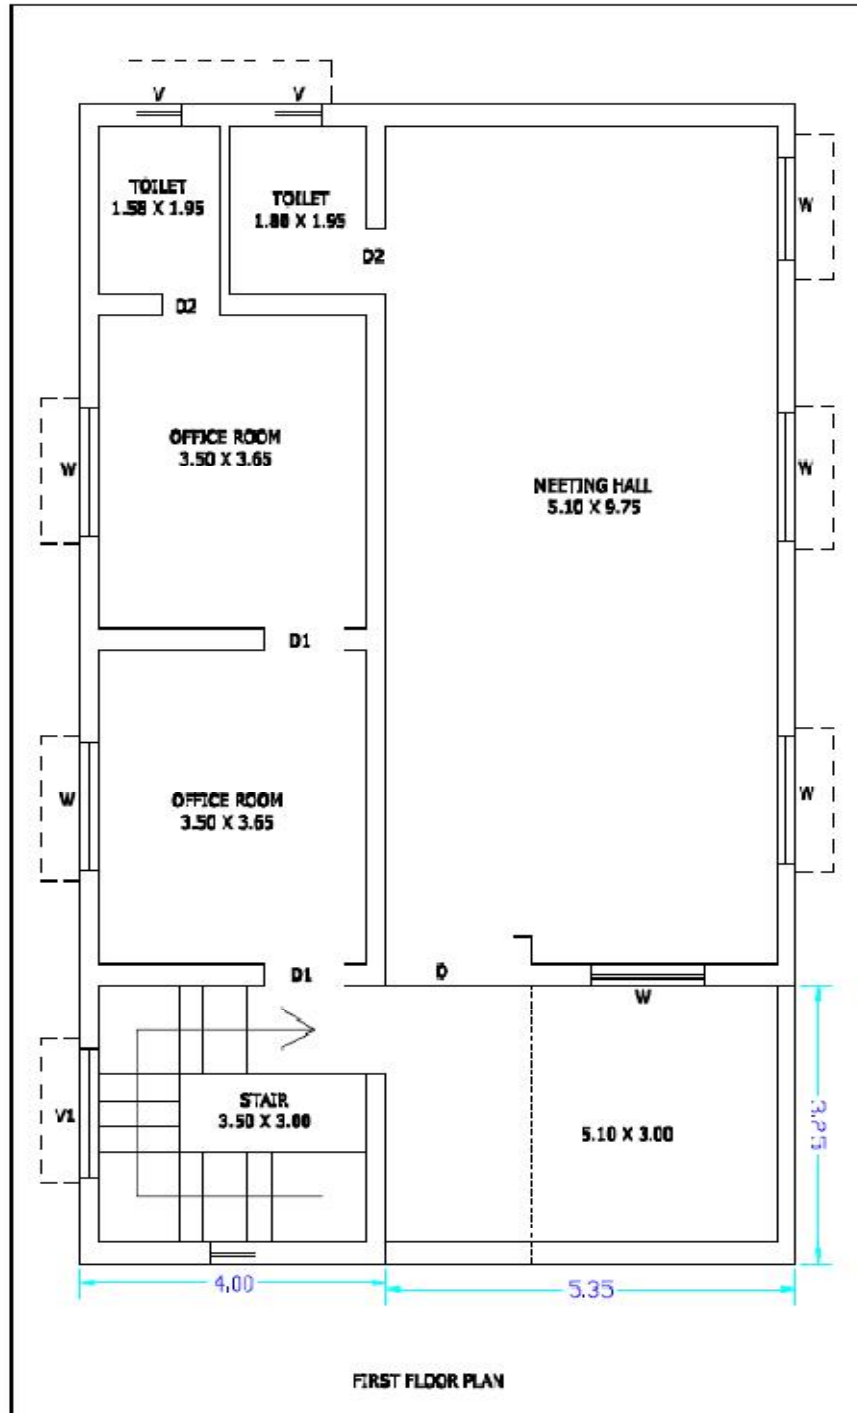 V
V
TOILET
1.58 X 1.95
TOILET
1.80 X 1.95
W
D2
D2
OFFICE ROOM
3.50 X 3.65
W
W
MEETING HALL
5.10 X 9.75
D1
OFFICE ROOM
3.50 X 3.65
W
W
D1
D
W
STAIR
3.50 X 3.00
V1
5.10 X 3.00
3.25
4.00
5.35
FIRST FLOOR PLAN